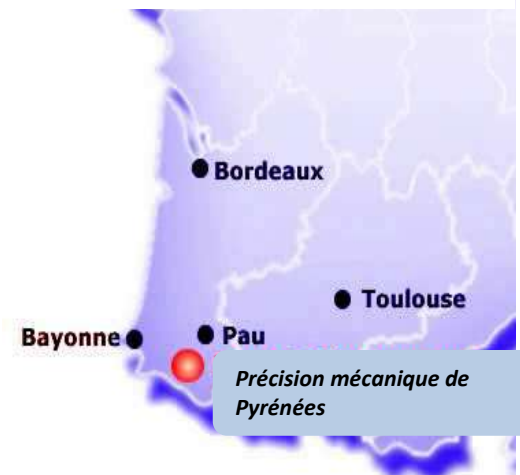 Bordeaux
Toulouse
Bayonne
Pau
Précision mécanique de
Pyrénées